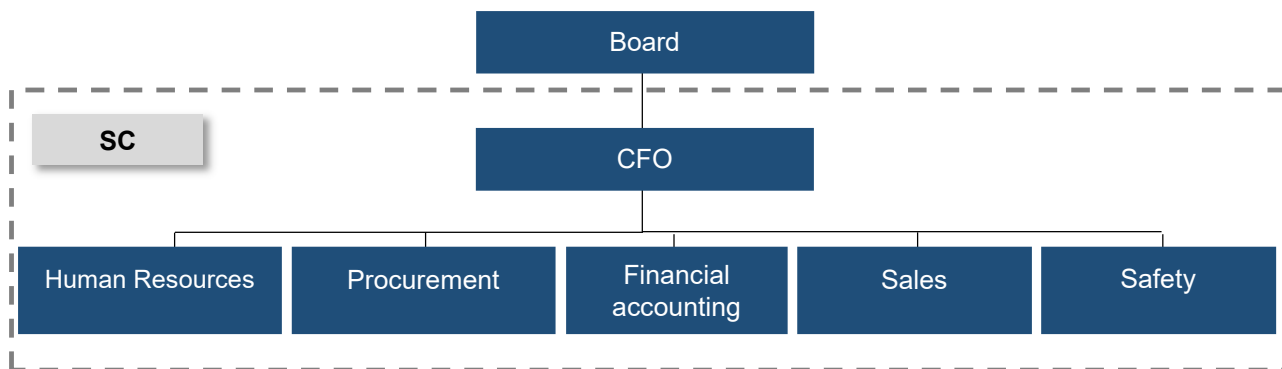 Board
SC
CFO
Human Resources
Procurement
Financial
accounting
Sales
Safety